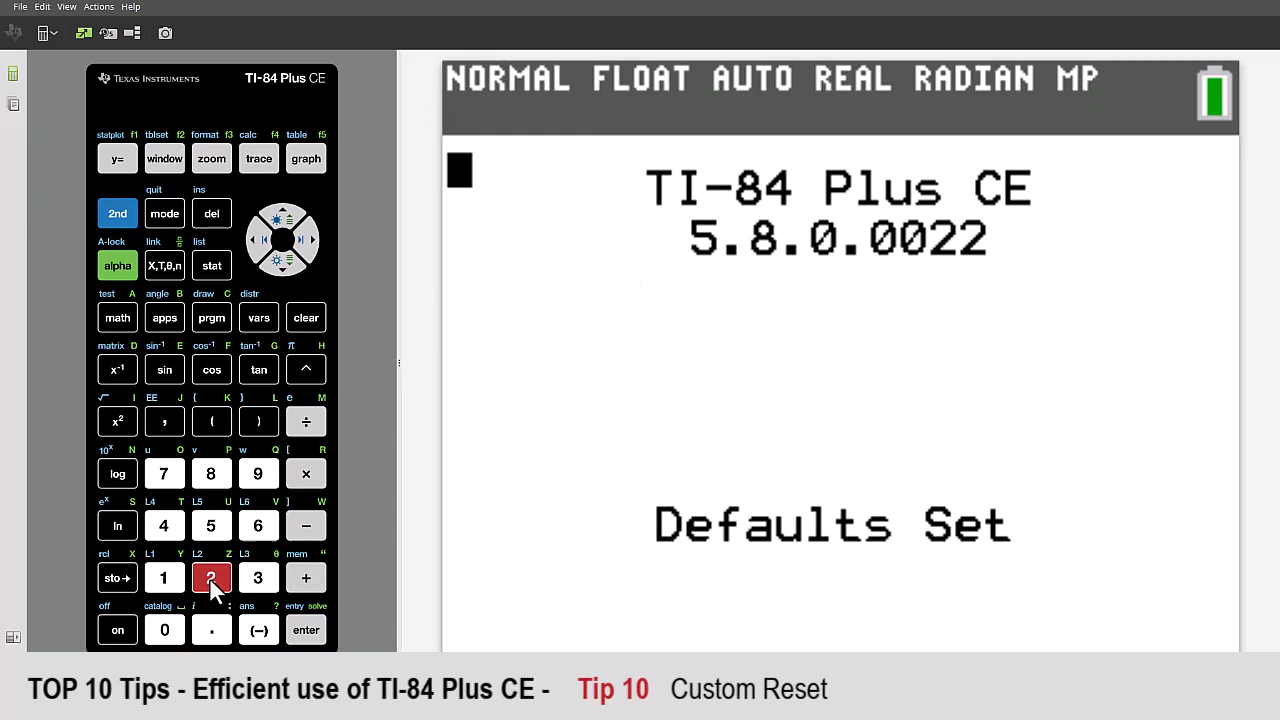 File Edit View Actions Help
TEXAS INSTRUMENTS TI-84 Plus CE
statplot f1 tblset f2 format f3 calc f4 table f5
y= window zoom trace graph
quit ins
2nd mode del
A-lock link list
alpha X,T,θ,n stat
test A angle B draw C distr
math apps prgm vars clear
matrix D sin⁻¹ E cos⁻¹ F tan⁻¹ G π H
x⁻¹ sin cos tan ^
√ I EE J { K } L e M
x² , ( ) ÷
10ˣ N u O v P w Q [ R
log 7 8 9 ×
eˣ S L4 T L5 U L6 V ] W
ln 4 5 6 −
rcl X L1 Y L2 Z L3 θ mem “
sto→ 1 2 3 +
off catalog ⎵ i : ans ? entry solve
on 0 . (−) enter
NORMAL FLOAT AUTO REAL RADIAN MP
TI-84 Plus CE
5.8.0.0022
Defaults Set
TOP 10 Tips - Efficient use of TI-84 Plus CE - Tip 10 Custom Reset